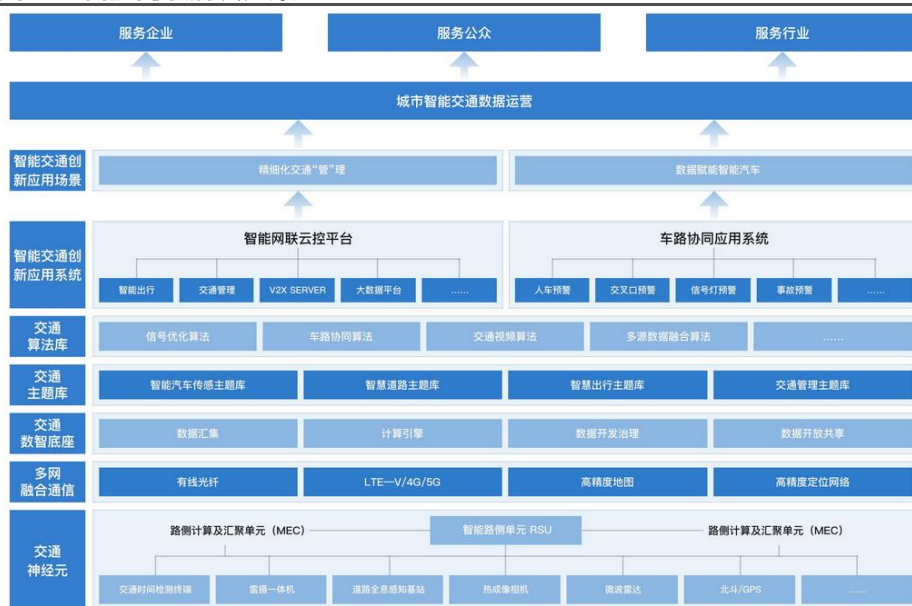 服务企业
服务公众
服务行业
城市智能交通数据运营
智能交通创
新应用场景
精细化交通“管”理
数据赋能智能汽车
智能交通创
新应用系统
智能网联云控平台
智能出行
交通管理
V2X SERVER
大数据平台
......
车路协同应用系统
人车预警
交叉口预警
信号灯预警
事故预警
......
交通
算法库
信号优化算法
车路协同算法
交通视频算法
多源数据融合算法
......
交通
主题库
智能汽车传感主题库
智慧道路主题库
智慧出行主题库
交通管理主题库
交通
数智底座
数据汇集
计算引擎
数据开发治理
数据开放共享
多网
融合通信
有线光纤
LTE—V/4G/5G
高精度地图
高精度定位网络
交通
神经元
路侧计算及汇聚单元（MEC）
智能路侧单元 RSU
路侧计算及汇聚单元（MEC）
交通时间检测终端
雷摄一体机
道路全息感知基站
热成像相机
微波雷达
北斗/GPS
......